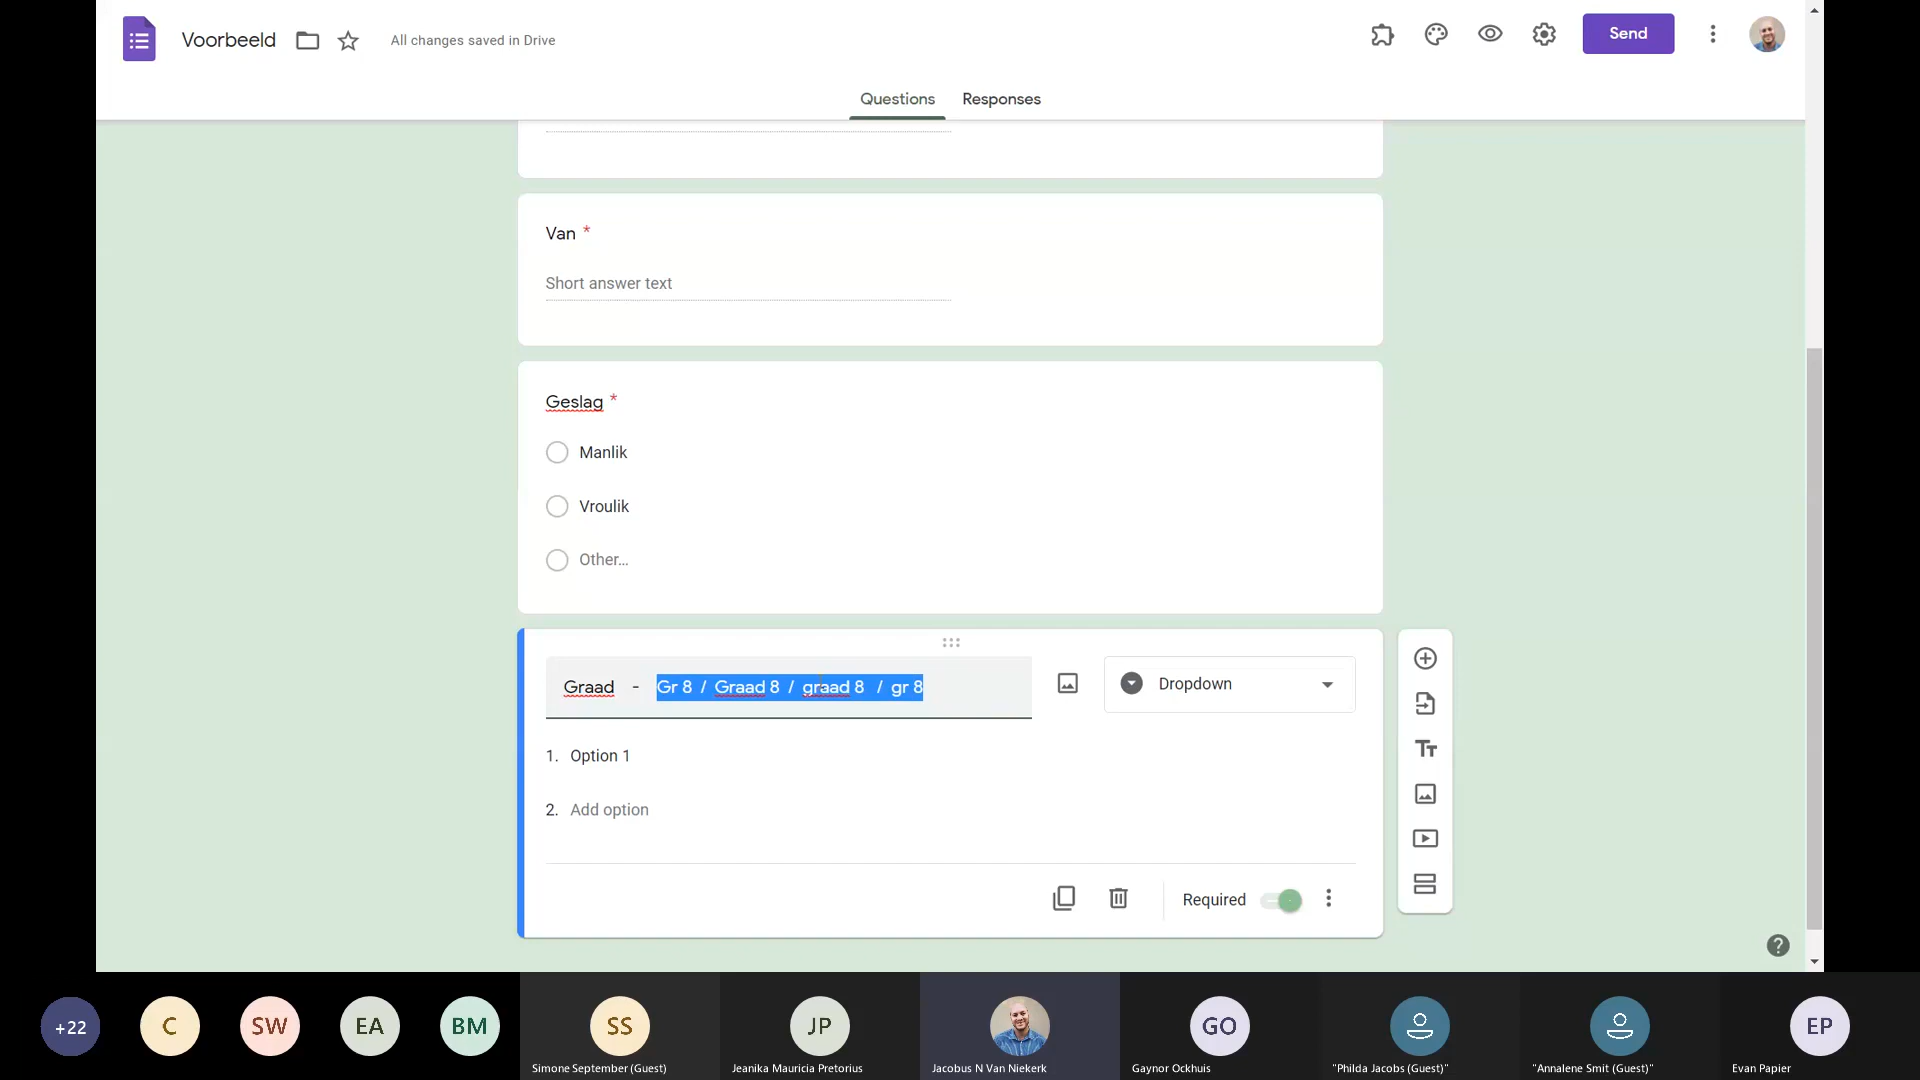 Voorbeeld
All changes saved in Drive
Send
Questions
Responses
Van *
Short answer text
Geslag *
Manlik
Vroulik
Other...
Graad - Gr 8 / Graad 8 / graad 8 / gr 8
Dropdown
1. Option 1
2. Add option
Required
+22
C
SW
EA
BM
SS
JP
GO
EP
Simone September (Guest)
Jeanika Mauricia Pretorius
Jacobus N Van Niekerk
Gaynor Ockhuis
"Philda Jacobs (Guest)"
"Annalene Smit (Guest)"
Evan Papier